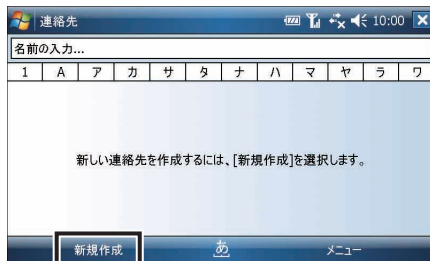 連絡先 10:00
名前の入力...
1 A ア カ サ タ ナ ハ マ ヤ ラ ワ
新しい連絡先を作成するには、[新規作成]を選択します。
新規作成 あ メニュー